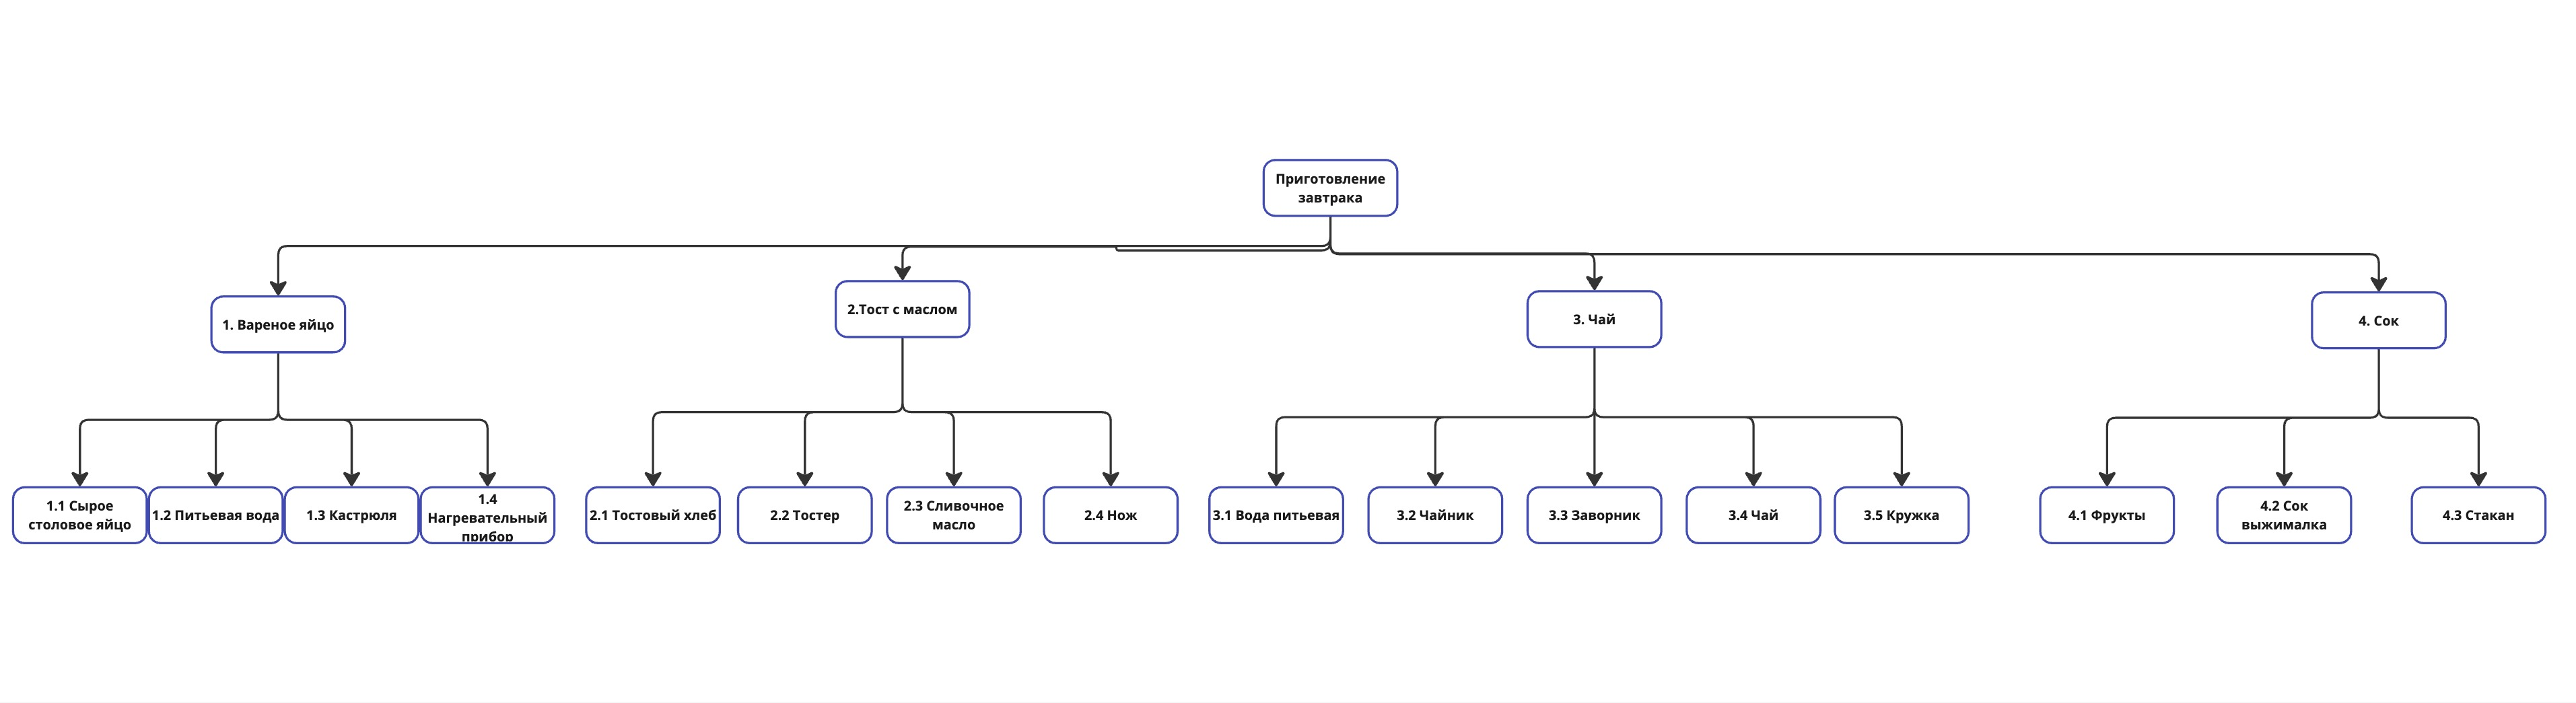 Приготовление
завтрака
1. Вареное яйцо
2.Тост с маслом
3. Чай
4. Сок
1.1 Сырое
столовое яйцо
1.2 Питьевая вода
1.3 Кастрюля
1.4
Нагревательный
прибор
2.1 Тостовый хлеб
2.2 Тостер
2.3 Сливочное
масло
2.4 Нож
3.1 Вода питьевая
3.2 Чайник
3.3 Заворник
3.4 Чай
3.5 Кружка
4.1 Фрукты
4.2 Сок
выжималка
4.3 Стакан